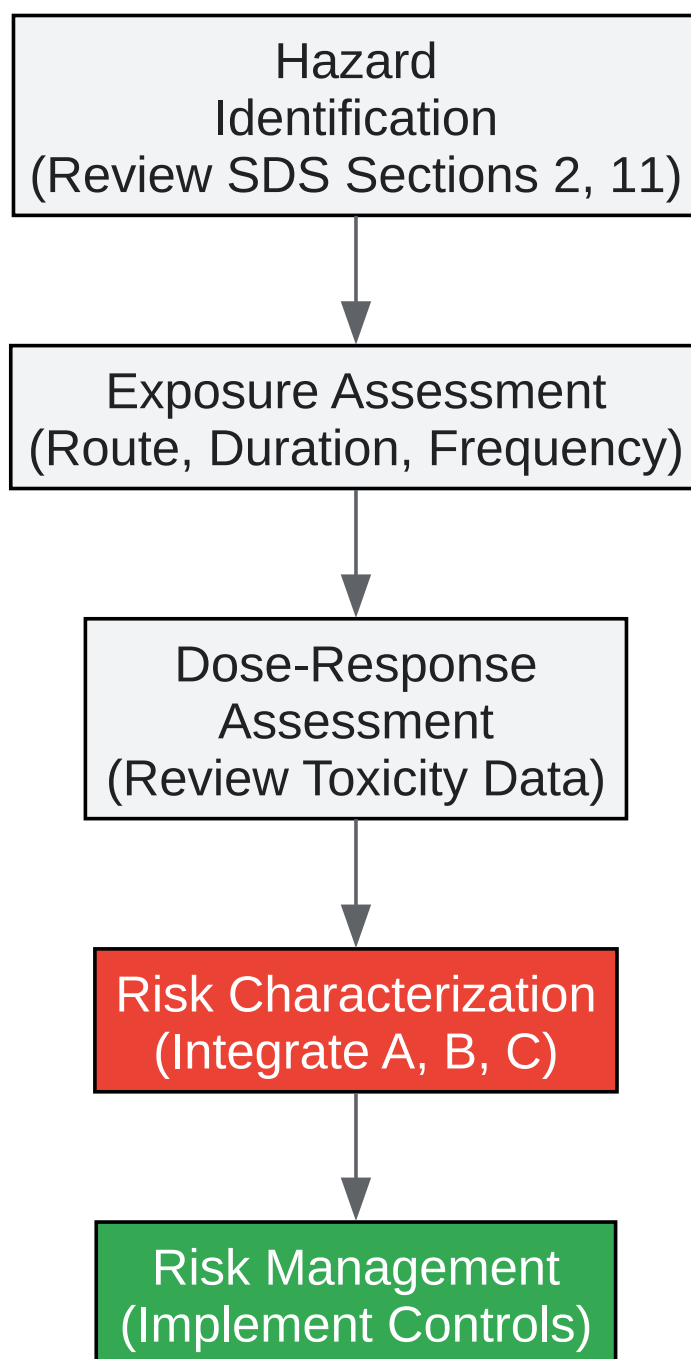 Hazard
Identification
(Review SDS Sections 2, 11)
Exposure Assessment
(Route, Duration, Frequency)
Dose-Response
Assessment
(Review Toxicity Data)
Risk Characterization
(Integrate A, B, C)
Risk Management
(Implement Controls)